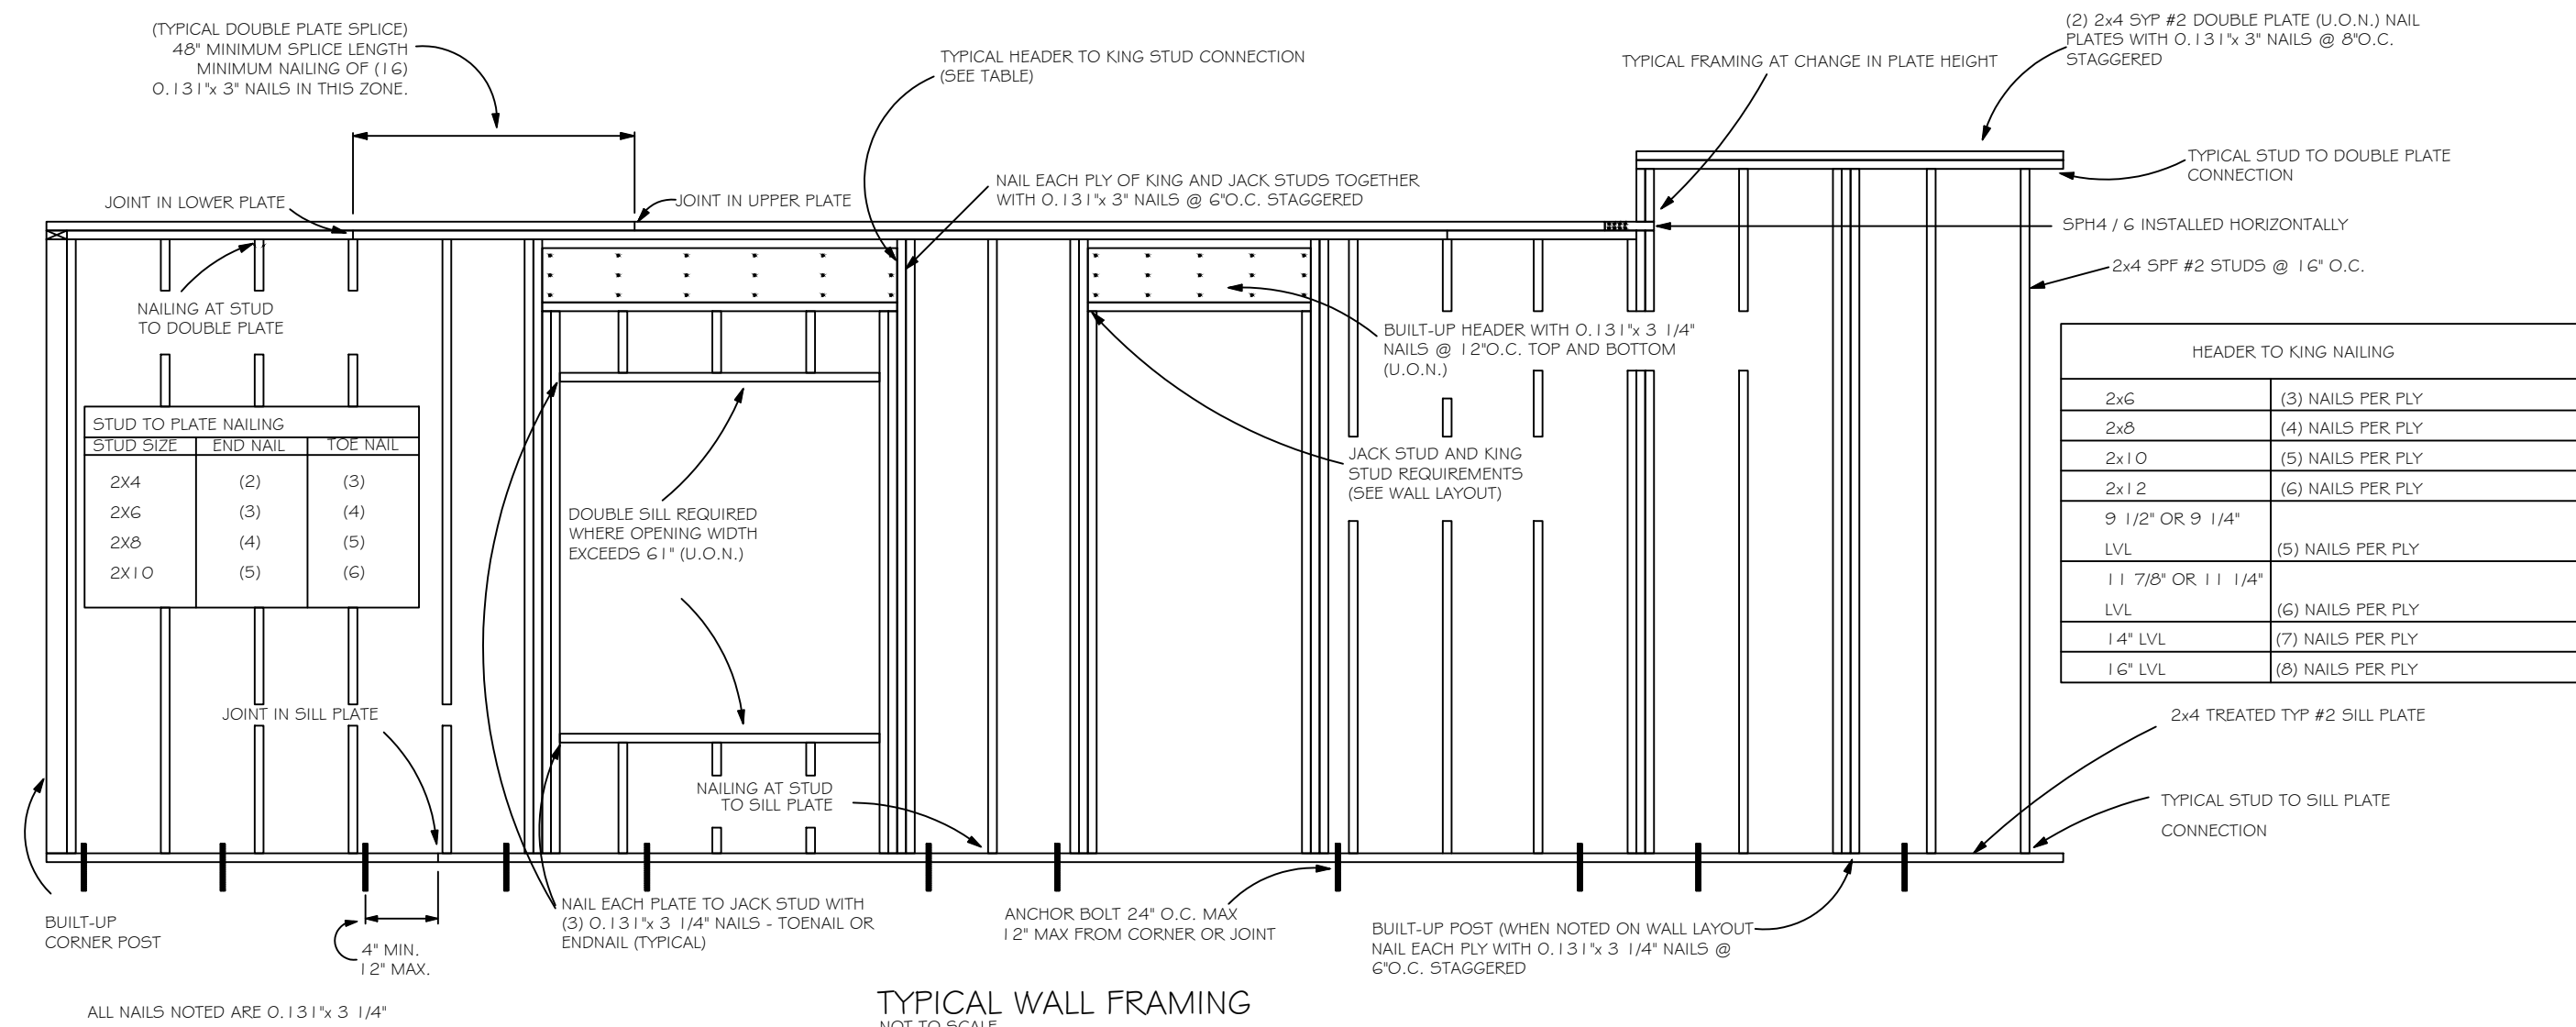 (TYPICAL DOUBLE PLATE SPLICE)
48" MINIMUM SPLICE LENGTH
MINIMUM NAILING OF (16)
0.131"x 3" NAILS IN THIS ZONE.
TYPICAL HEADER TO KING STUD CONNECTION
(SEE TABLE)
TYPICAL FRAMING AT CHANGE IN PLATE HEIGHT
(2) 2x4 SYP #2 DOUBLE PLATE (U.O.N.) NAIL
PLATES WITH 0.131"x 3" NAILS @ 8"O.C.
STAGGERED
TYPICAL STUD TO DOUBLE PLATE
CONNECTION
JOINT IN LOWER PLATE
JOINT IN UPPER PLATE
NAIL EACH PLY OF KING AND JACK STUDS TOGETHER
WITH 0.131"x 3" NAILS @ 6"O.C. STAGGERED
SPH4 / 6 INSTALLED HORIZONTALLY
2x4 SPF #2 STUDS @ 16" O.C.
NAILING AT STUD
TO DOUBLE PLATE
BUILT-UP HEADER WITH 0.131"x 3 1/4"
NAILS @ 12"O.C. TOP AND BOTTOM
(U.O.N.)
HEADER TO KING NAILING
2x6 (3) NAILS PER PLY
2x8 (4) NAILS PER PLY
2x10 (5) NAILS PER PLY
2x12 (6) NAILS PER PLY
9 1/2" OR 9 1/4"
LVL (5) NAILS PER PLY
11 7/8" OR 11 1/4"
LVL (6) NAILS PER PLY
14" LVL (7) NAILS PER PLY
16" LVL (8) NAILS PER PLY
STUD TO PLATE NAILING
STUD SIZE END NAIL TOE NAIL
2X4 (2) (3)
2X6 (3) (4)
2X8 (4) (5)
2X10 (5) (6)
JACK STUD AND KING
STUD REQUIREMENTS
(SEE WALL LAYOUT)
DOUBLE SILL REQUIRED
WHERE OPENING WIDTH
EXCEEDS 61" (U.O.N.)
JOINT IN SILL PLATE
2x4 TREATED TYP #2 SILL PLATE
NAILING AT STUD
TO SILL PLATE
TYPICAL STUD TO SILL PLATE
CONNECTION
BUILT-UP
CORNER POST
4" MIN.
12" MAX.
NAIL EACH PLATE TO JACK STUD WITH
(3) 0.131"x 3 1/4" NAILS - TOENAIL OR
ENDNAIL (TYPICAL)
ANCHOR BOLT 24" O.C. MAX
12" MAX FROM CORNER OR JOINT
BUILT-UP POST (WHEN NOTED ON WALL LAYOUT
NAIL EACH PLY WITH 0.131"x 3 1/4" NAILS @
6"O.C. STAGGERED
ALL NAILS NOTED ARE 0.131"x 3 1/4"
TYPICAL WALL FRAMING
NOT TO SCALE